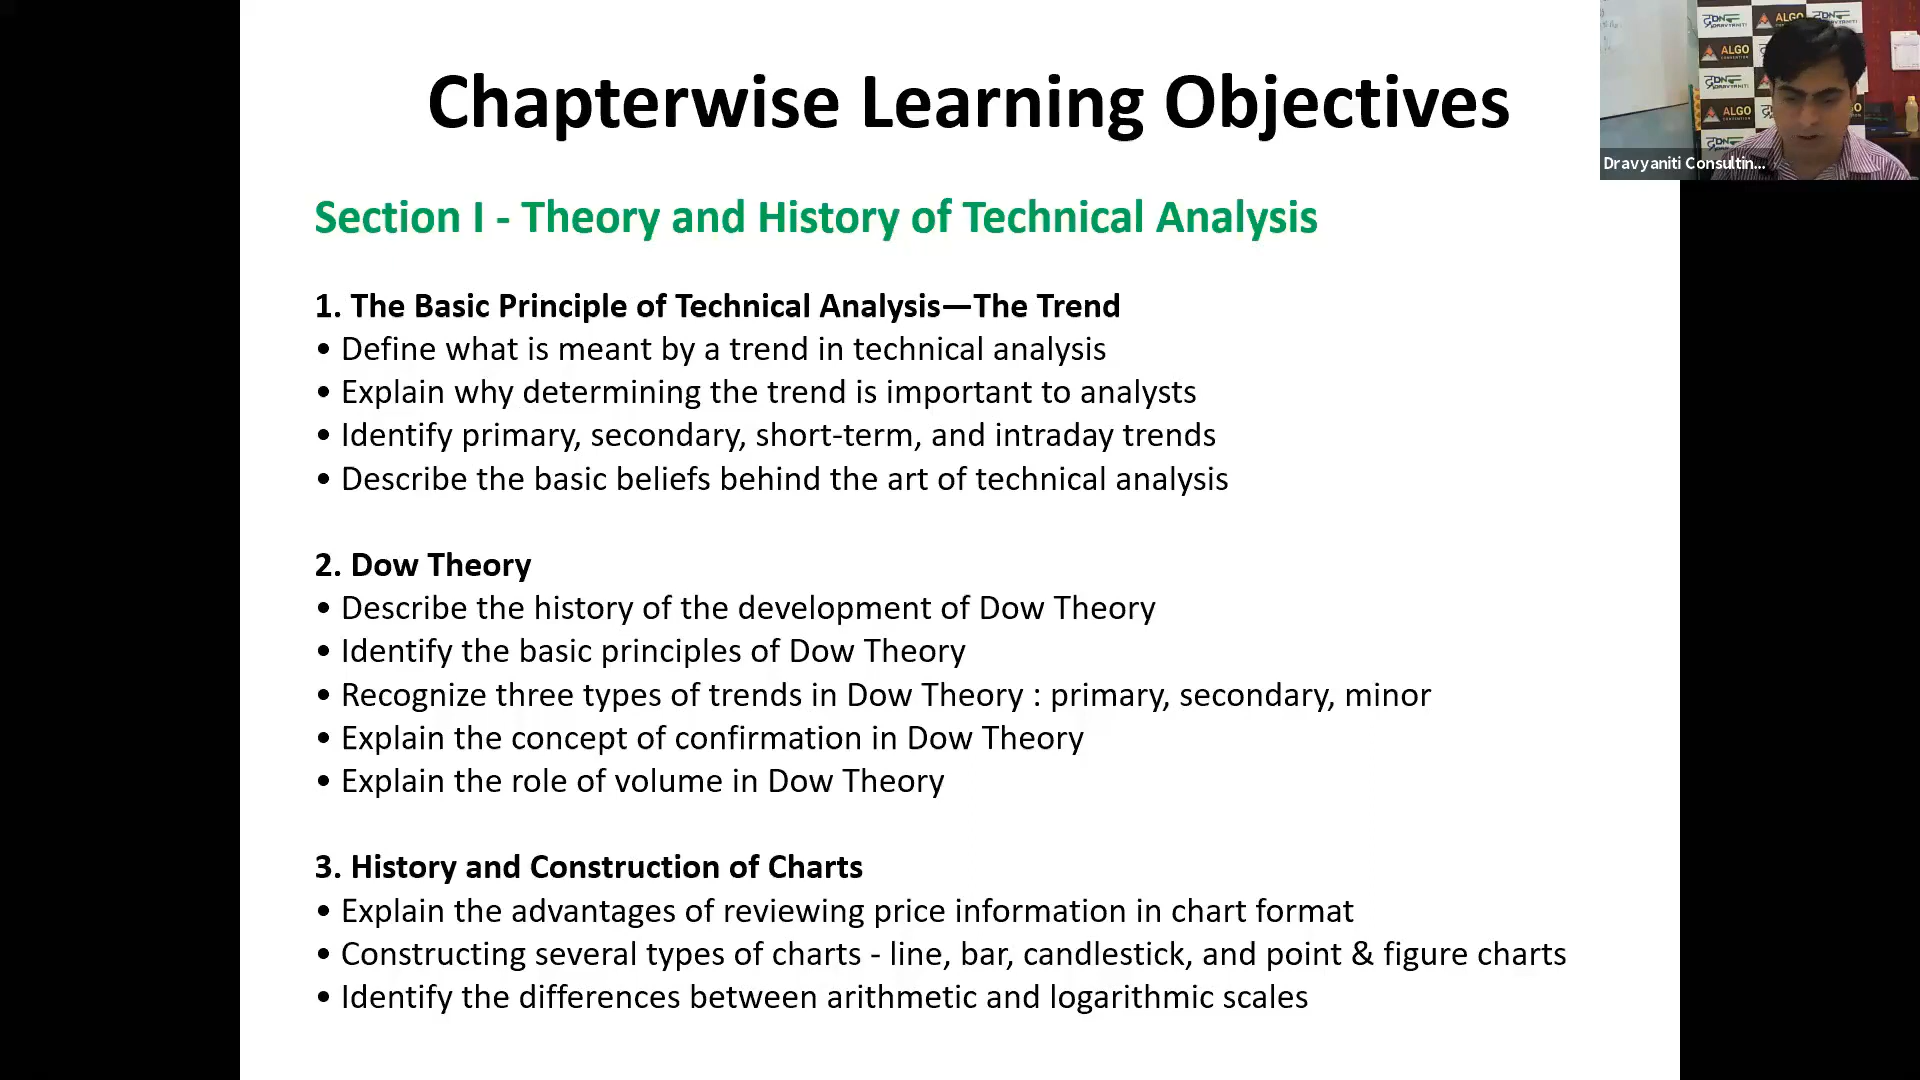 Chapterwise Learning Objectives
Section I - Theory and History of Technical Analysis
1. The Basic Principle of Technical Analysis—The Trend
• Define what is meant by a trend in technical analysis
• Explain why determining the trend is important to analysts
• Identify primary, secondary, short-term, and intraday trends
• Describe the basic beliefs behind the art of technical analysis
2. Dow Theory
• Describe the history of the development of Dow Theory
• Identify the basic principles of Dow Theory
• Recognize three types of trends in Dow Theory : primary, secondary, minor
• Explain the concept of confirmation in Dow Theory
• Explain the role of volume in Dow Theory
3. History and Construction of Charts
• Explain the advantages of reviewing price information in chart format
• Constructing several types of charts - line, bar, candlestick, and point & figure charts
• Identify the differences between arithmetic and logarithmic scales
ALGO
ALGO
ALGO
Dravyaniti Consultin...